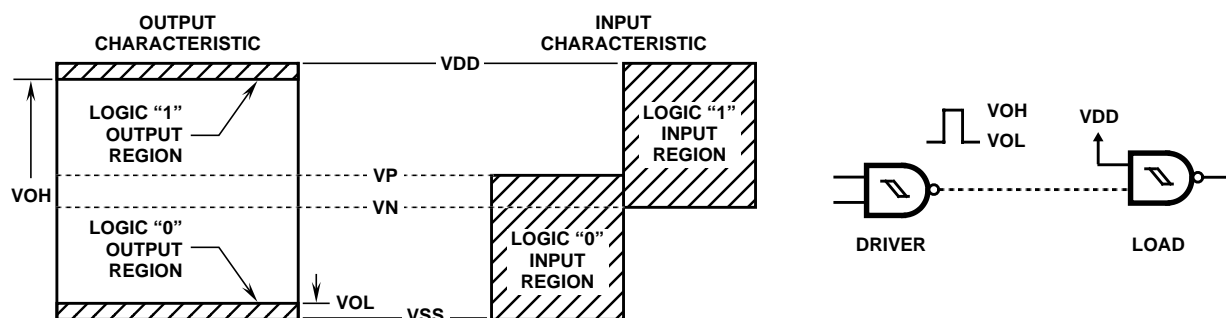 OUTPUT
CHARACTERISTIC
INPUT
CHARACTERISTIC
VDD
LOGIC “1”
OUTPUT
REGION
LOGIC “1”
INPUT
REGION
VOH
VP
VN
LOGIC “0”
OUTPUT
REGION
LOGIC “0”
INPUT
REGION
VOL
VSS
VOH
VOL
VDD
DRIVER
LOAD